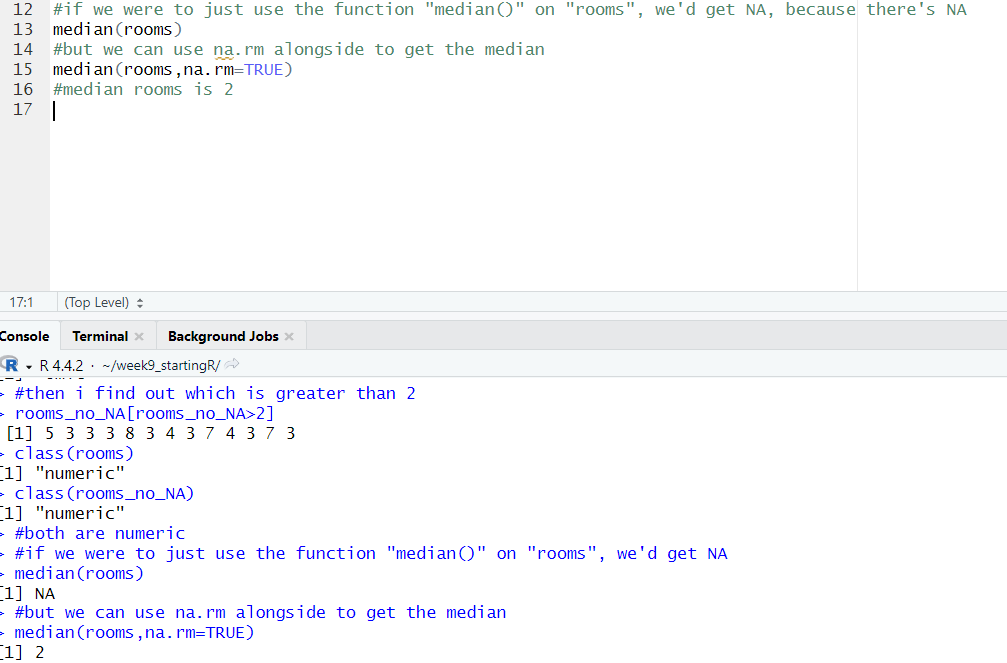 12 #if we were to just use the function "median()" on "rooms", we'd get NA, because there's NA
13 median(rooms)
14 #but we can use na.rm alongside to get the median
15 median(rooms,na.rm=TRUE)
16 #median rooms is 2
17
17:1 (Top Level)
Console Terminal Background Jobs
R R 4.4.2 · ~/week9_startingR/
> #then i find out which is greater than 2
> rooms_no_NA[rooms_no_NA>2]
[1] 5 3 3 3 8 3 4 3 7 4 3 7 3
> class(rooms)
[1] "numeric"
> class(rooms_no_NA)
[1] "numeric"
> #both are numeric
> #if we were to just use the function "median()" on "rooms", we'd get NA
> median(rooms)
[1] NA
> #but we can use na.rm alongside to get the median
> median(rooms,na.rm=TRUE)
[1] 2